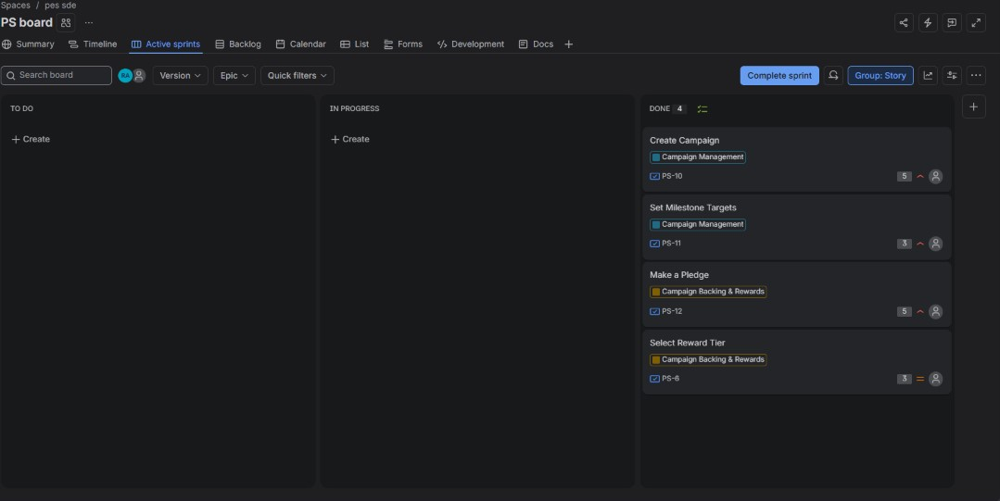 Spaces / pes sde
PS board
Summary Timeline Active sprints Backlog Calendar List Forms Development Docs
Search board RA Version Epic Quick filters Complete sprint Group: Story
TO DO
Create
IN PROGRESS
Create
DONE 4
Create Campaign
Campaign Management
PS-10 5
Set Milestone Targets
Campaign Management
PS-11 3
Make a Pledge
Campaign Backing & Rewards
PS-12 5
Select Reward Tier
Campaign Backing & Rewards
PS-6 3